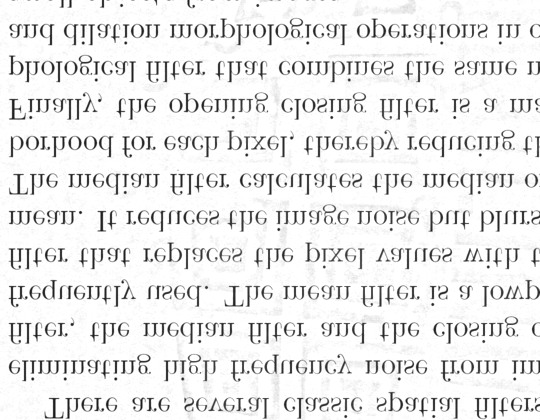 There are several classic spatial filters
eliminating high frequency noise from im
filter, the median filter and the closing o
frequently used. The mean filter is a lowp
filter that replaces the pixel values with t
mean. It reduces the image noise but blurs
The median filter calculates the median o
borhood for each pixel, thereby reducing th
Finally, the opening closing filter is a ma
phological filter that combines the same n
and dilation morphological operations in o